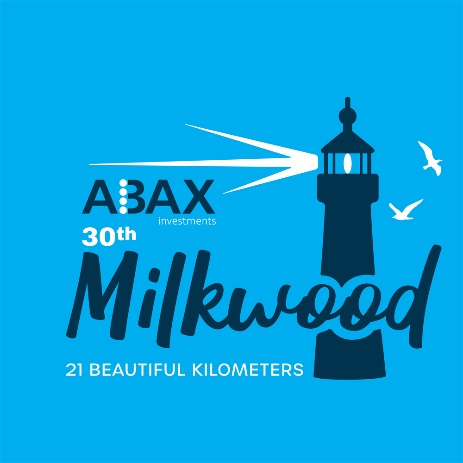 ABAX
investments
30th
Milkwood
21 BEAUTIFUL KILOMETERS